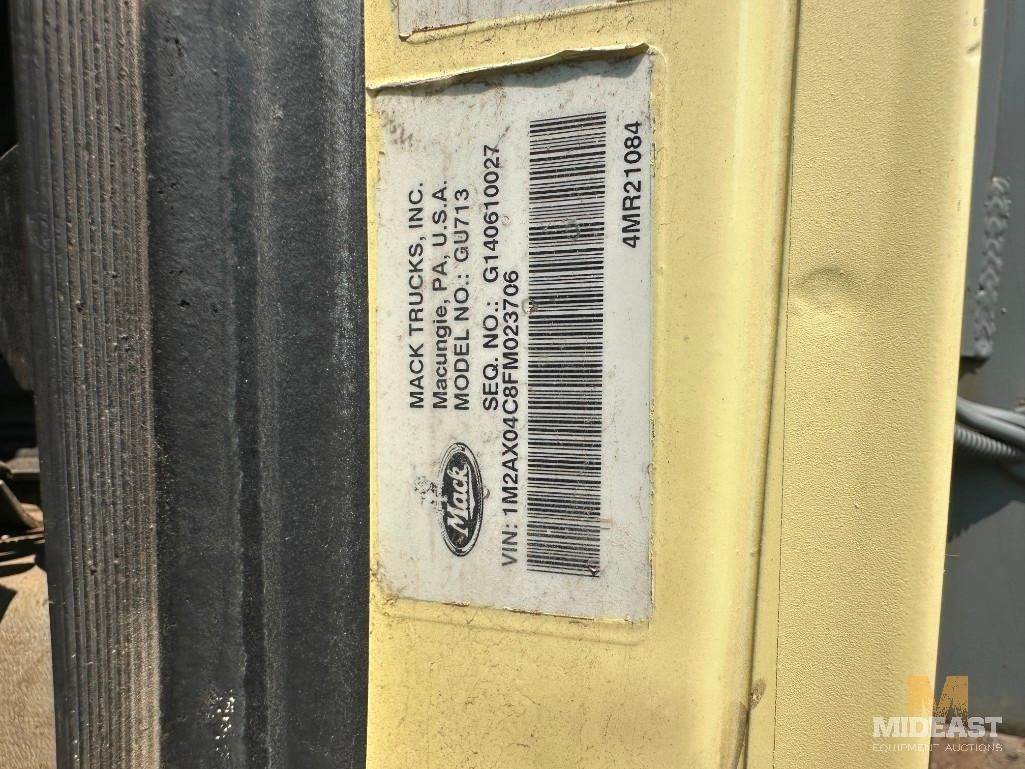 MACK TRUCKS, INC.
Macungie, PA, U.S.A.
MODEL NO.: GU713
SEQ. NO.: G140610027
Mack
VIN: 1M2AX04C8FM023706
4MR21084
M
MIDEAST
EQUIPMENT AUCTIONS